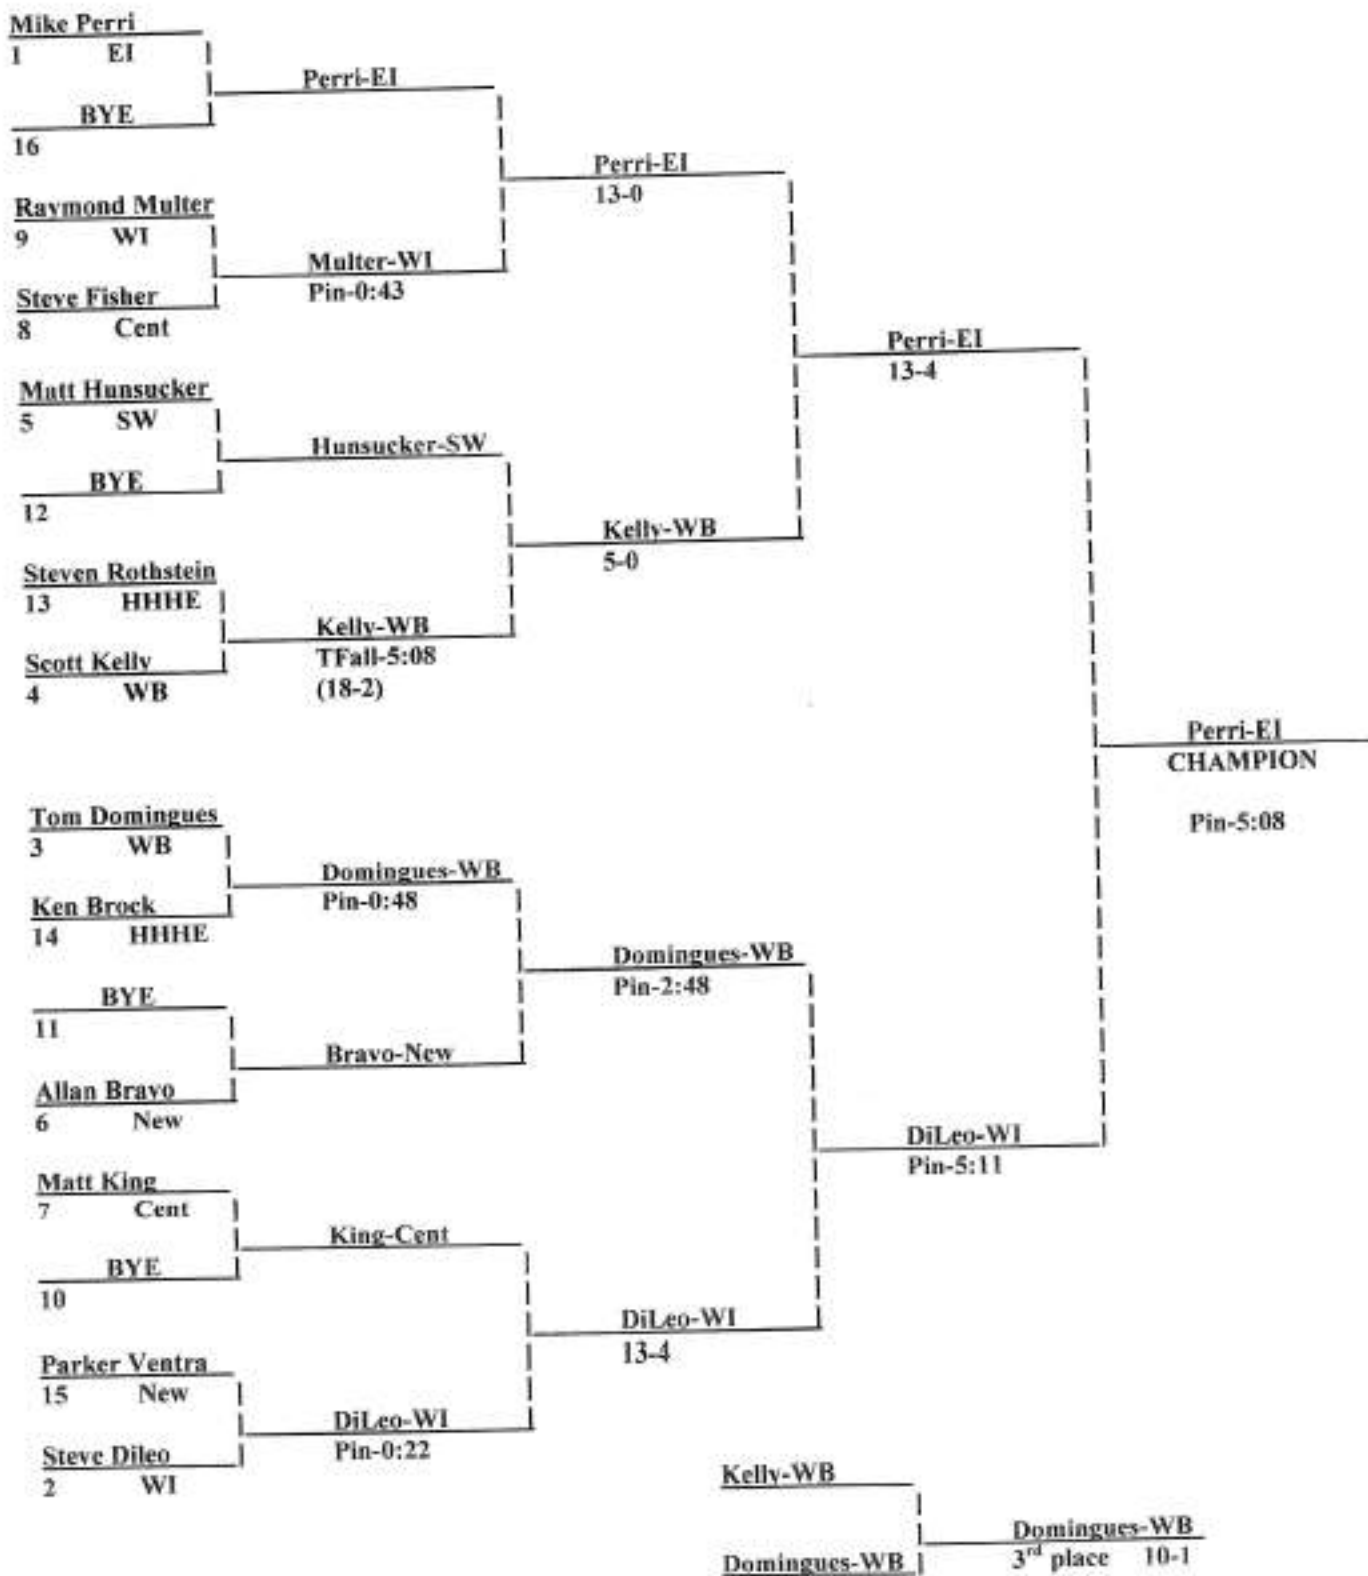 Mike Perri
1 EI
BYE
16
Raymond Multer
9 WI
Steve Fisher
8 Cent
Matt Hunsucker
5 SW
BYE
12
Steven Rothstein
13 HHHE
Scott Kelly
4 WB
Tom Domingues
3 WB
Ken Brock
14 HHHE
BYE
11
Allan Bravo
6 New
Matt King
7 Cent
BYE
10
Parker Ventra
15 New
Steve Dileo
2 WI
Perri-EI
Multer-WI
Pin-0:43
Hunsucker-SW
Kelly-WB
TFall-5:08
(18-2)
Domingues-WB
Pin-0:48
Bravo-New
King-Cent
DiLeo-WI
Pin-0:22
Perri-EI
13-0
Kelly-WB
5-0
Domingues-WB
Pin-2:48
DiLeo-WI
13-4
Perri-EI
13-4
DiLeo-WI
Pin-5:11
Perri-EI
CHAMPION
Pin-5:08
Kelly-WB
Domingues-WB
Domingues-WB
3rd place 10-1